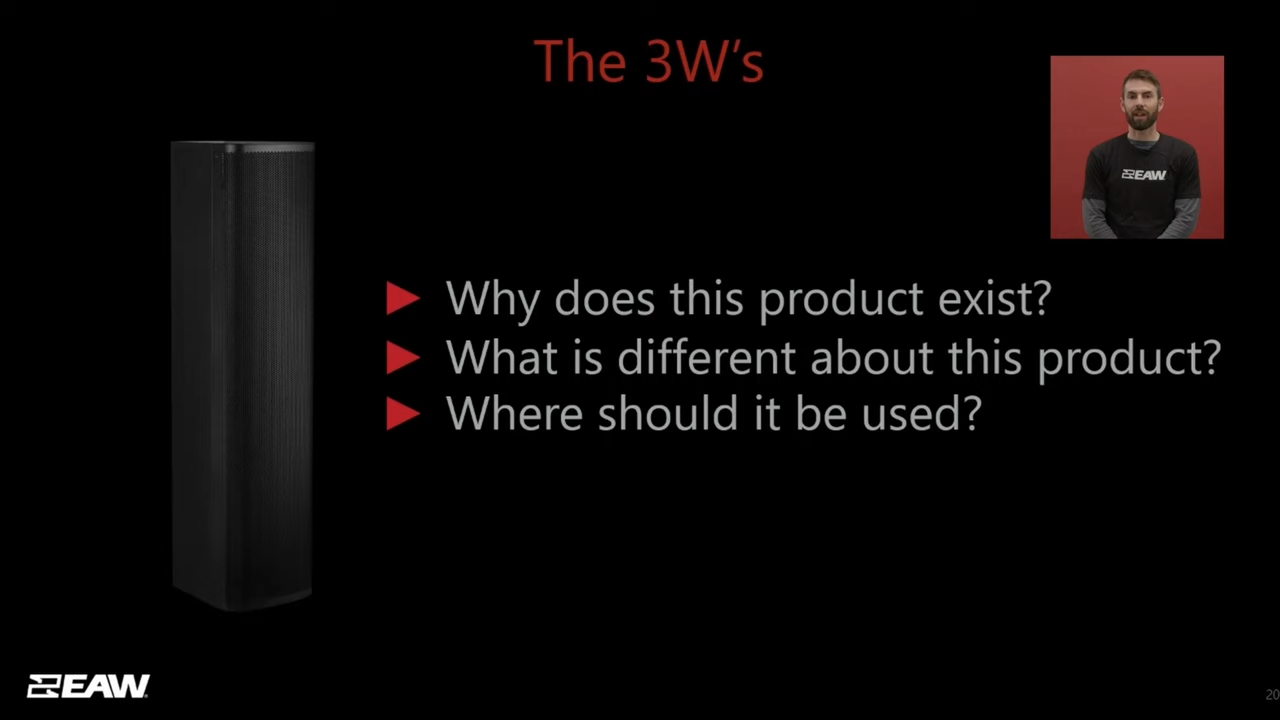 The 3W's
EAW
Why does this product exist?
What is different about this product?
Where should it be used?
EAW
20